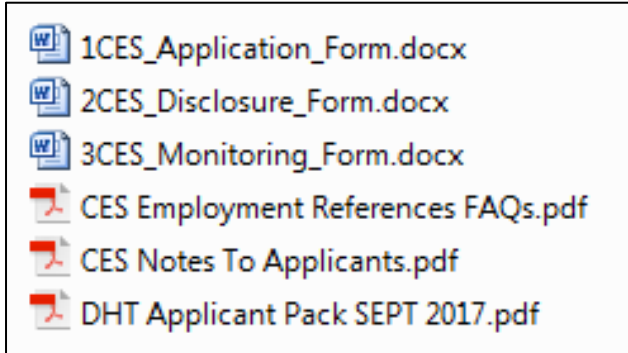 1CES_Application_Form.docx
2CES_Disclosure_Form.docx
3CES_Monitoring_Form.docx
CES Employment References FAQs.pdf
CES Notes To Applicants.pdf
DHT Applicant Pack SEPT 2017.pdf